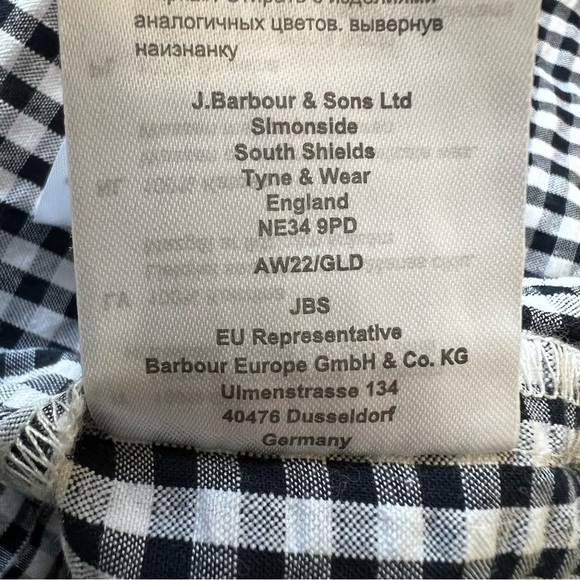 аналогичных цветов. вывернув
наизнанку
J.Barbour & Sons Ltd
Simonside
South Shields
Tyne & Wear
England
NE34 9PD
AW22/GLD
JBS
EU Representative
Barbour Europe GmbH & Co. KG
Ulmenstrasse 134
40476 Dusseldorf
Germany